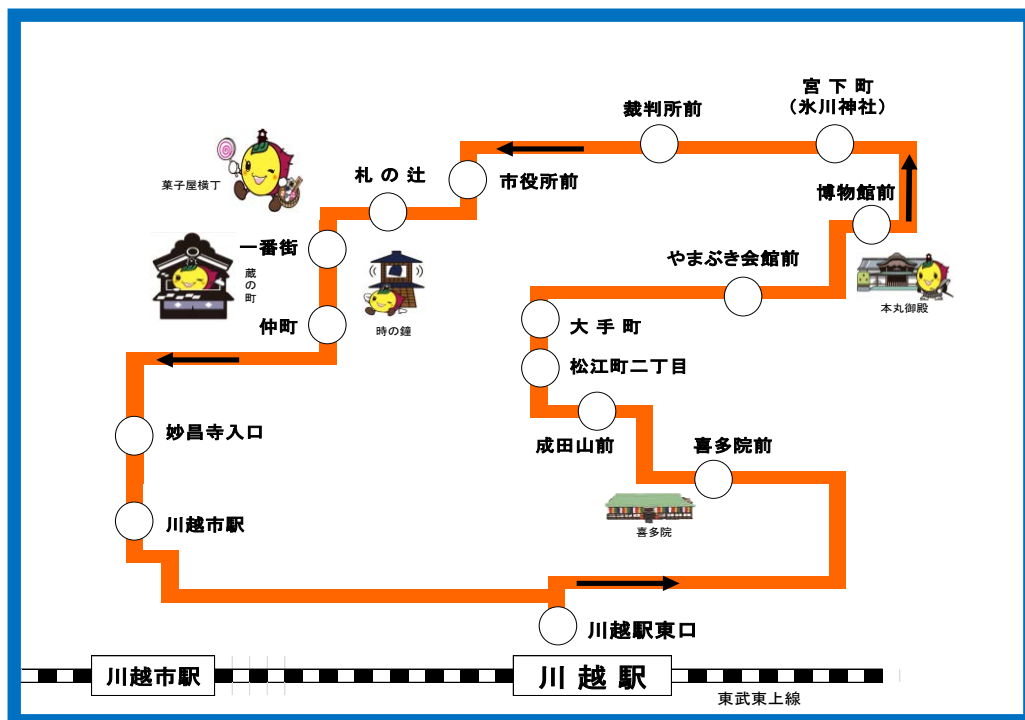 宮下町
（氷川神社）
裁判所前
菓子屋横丁
札の辻
市役所前
博物館前
一番街
蔵の町
やまぶき会館前
本丸御殿
仲町
時の鐘
大手町
松江町二丁目
妙昌寺入口
成田山前
喜多院前
川越市駅
喜多院
川越駅東口
川越市駅
川越駅
東武東上線